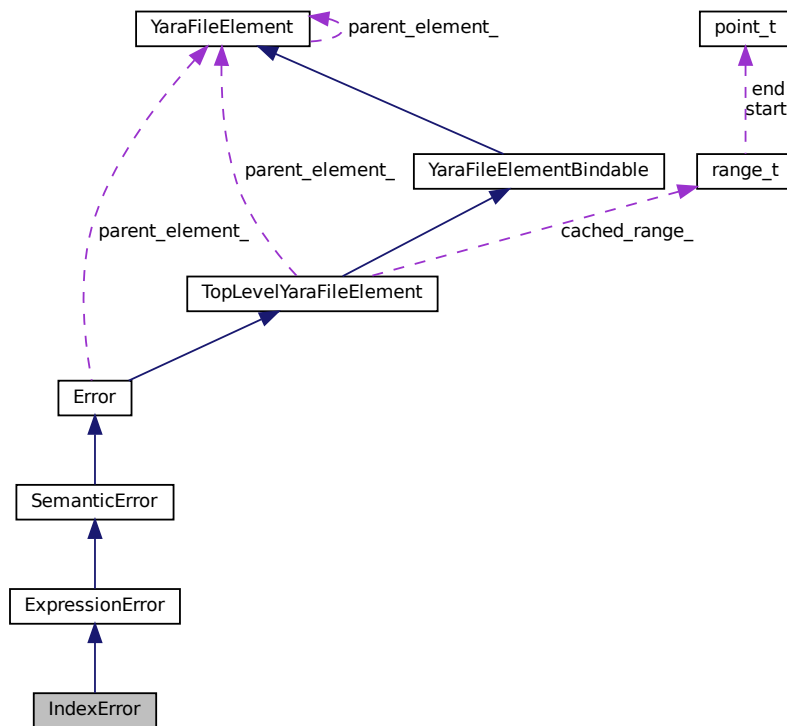 YaraFileElement
parent_element_
point_t
end
start
YaraFileElementBindable
range_t
parent_element_
parent_element_
cached_range_
TopLevelYaraFileElement
Error
SemanticError
ExpressionError
IndexError